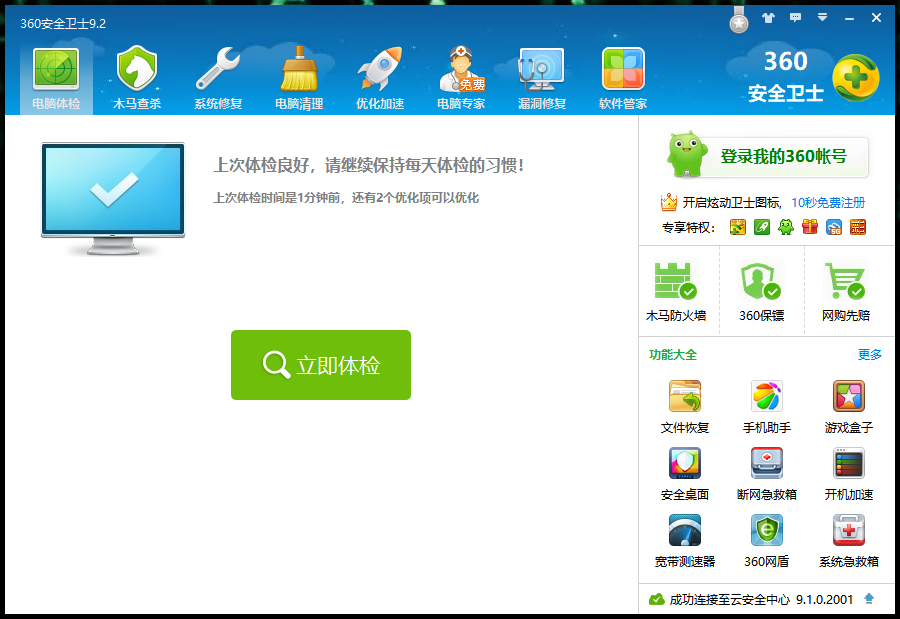 360安全卫士9.2
电脑体检
木马查杀
系统修复
电脑清理
优化加速
免费
电脑专家
漏洞修复
软件管家
360
安全卫士
上次体检良好，请继续保持每天体检的习惯！
上次体检时间是1分钟前，还有2个优化项可以优化
立即体检
登录我的360帐号
开启炫动卫士图标，10秒免费注册
专享特权：
5G
木马防火墙
360保镖
网购先赔
功能大全
更多
文件恢复
手机助手
游戏盒子
安全桌面
断网急救箱
开机加速
宽带测速器
360网盾
系统急救箱
成功连接至云安全中心 9.1.0.2001